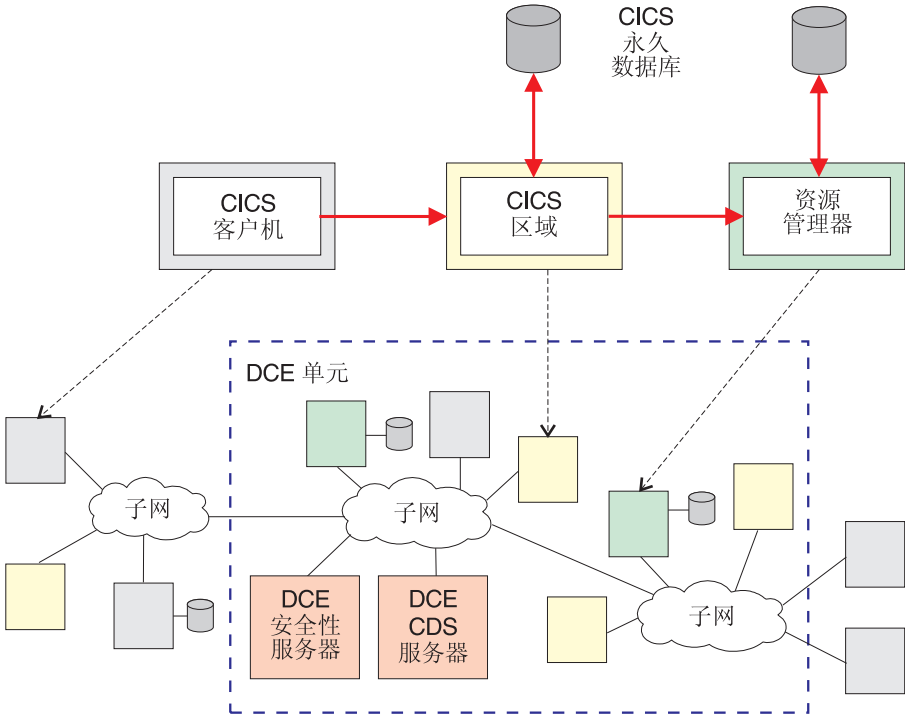 CICS
永久
数据库
CICS
客户机
CICS
区域
资源
管理器
DCE 单元
子网
子网
子网
DCE
安全性
服务器
DCE
CDS
服务器